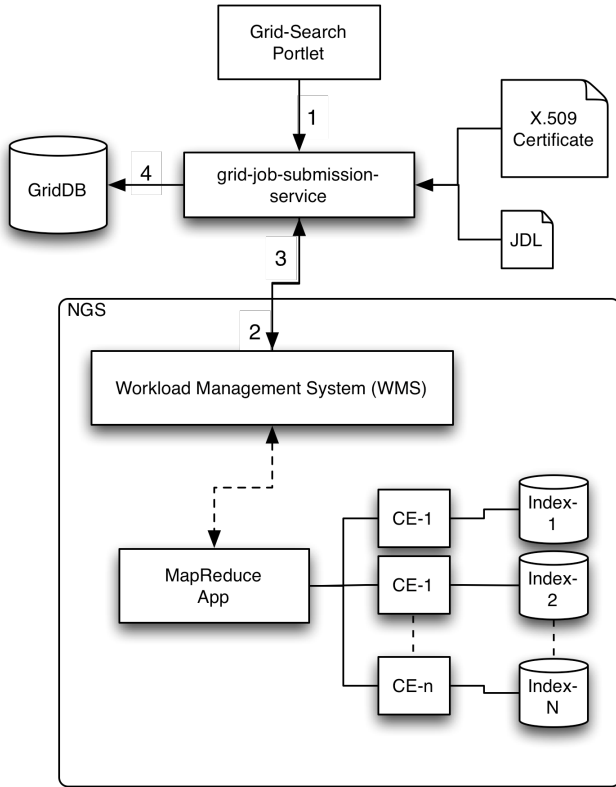 Grid-Search
Portlet
1
X.509
Certificate
GridDB
4
grid-job-submission-
service
JDL
3
NGS
2
Workload Management System (WMS)
MapReduce
App
CE-1
Index-
1
CE-1
Index-
2
CE-n
Index-
N